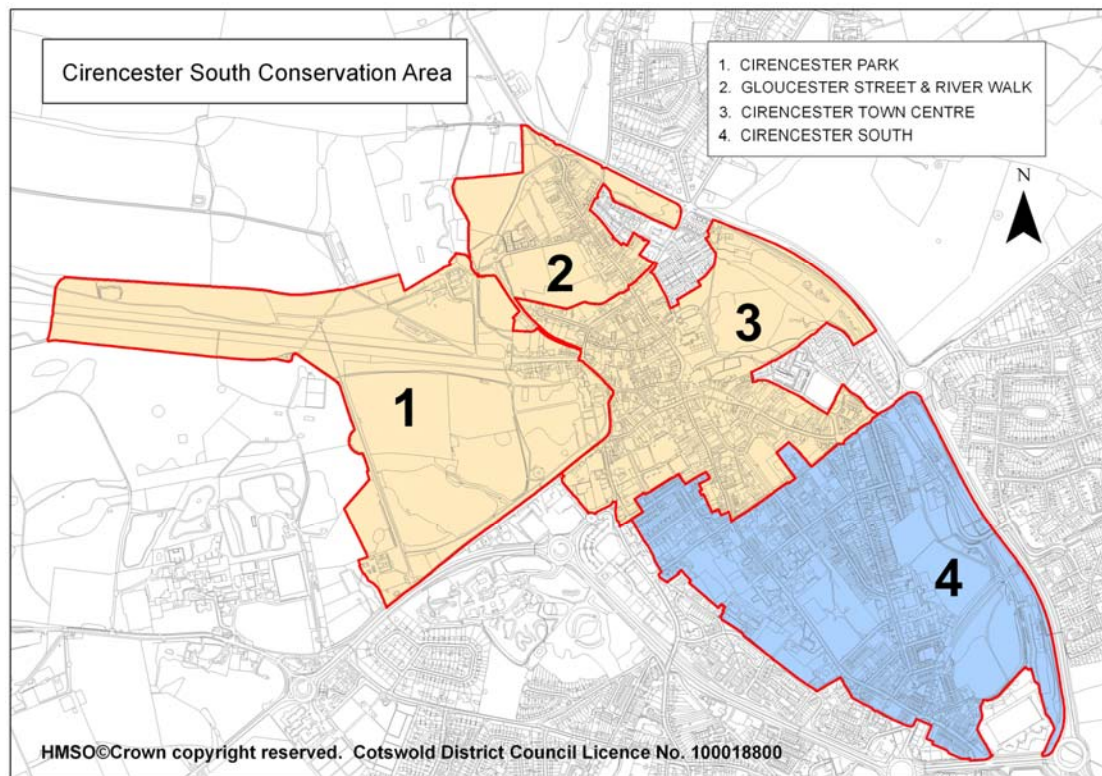 Cirencester South Conservation Area
1. CIRENCESTER PARK
2. GLOUCESTER STREET & RIVER WALK
3. CIRENCESTER TOWN CENTRE
4. CIRENCESTER SOUTH
N
2
3
1
4
HMSO©Crown copyright reserved. Cotswold District Council Licence No. 100018800